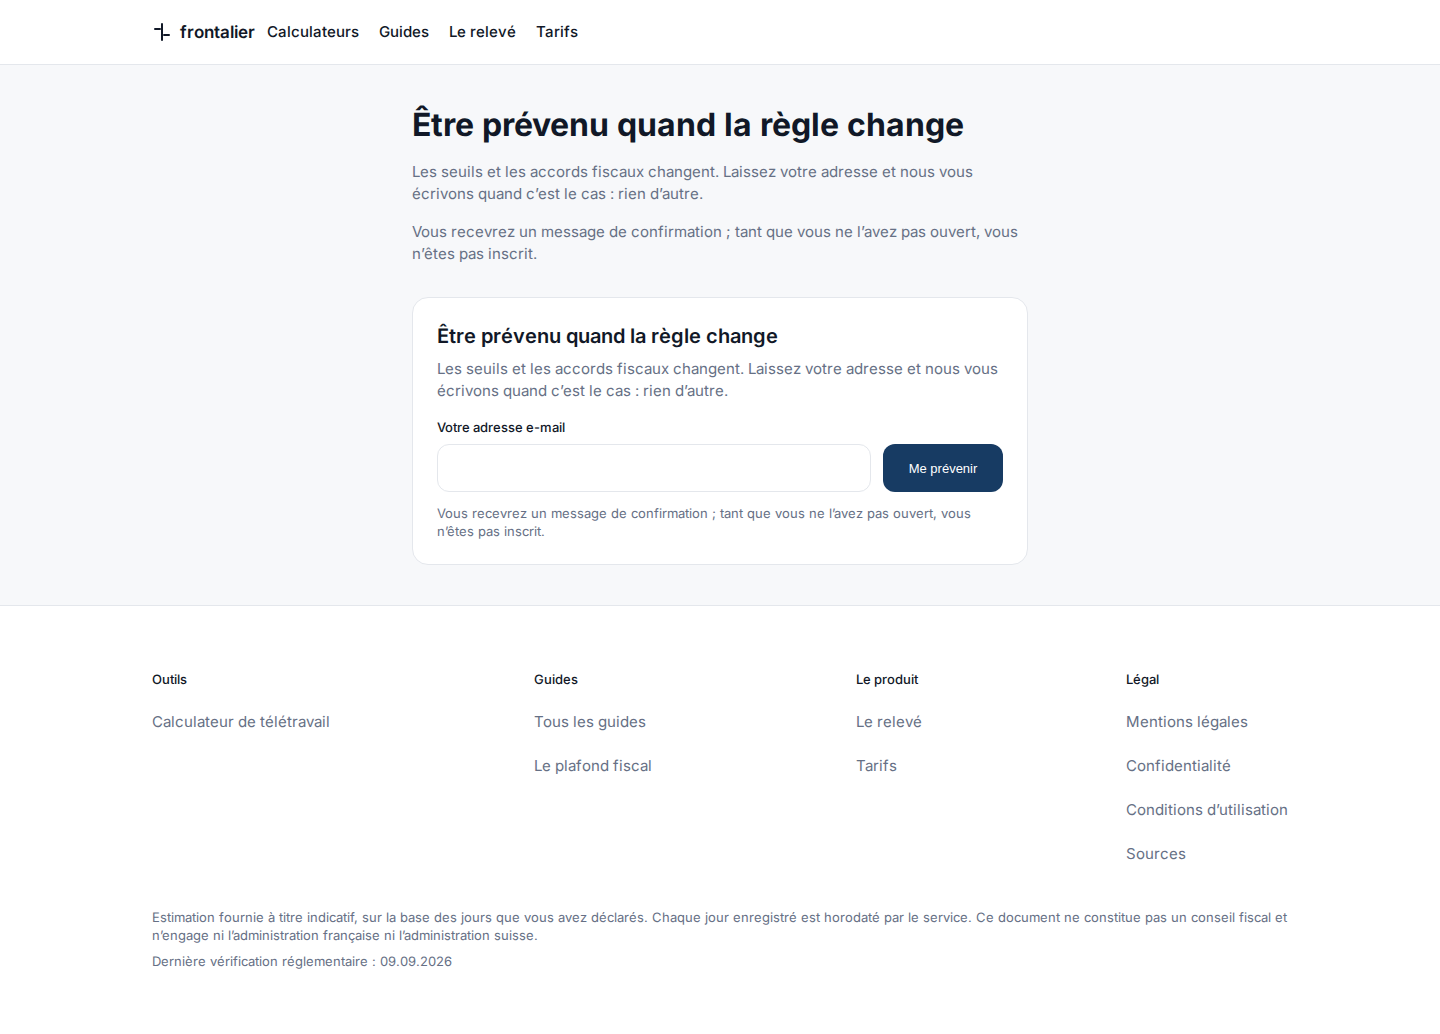 frontalier Calculateurs Guides Le relevé Tarifs
Être prévenu quand la règle change
Les seuils et les accords fiscaux changent. Laissez votre adresse et nous vous
écrivons quand c’est le cas : rien d’autre.
Vous recevrez un message de confirmation ; tant que vous ne l’avez pas ouvert, vous
n’êtes pas inscrit.
Être prévenu quand la règle change
Les seuils et les accords fiscaux changent. Laissez votre adresse et nous vous
écrivons quand c’est le cas : rien d’autre.
Votre adresse e-mail
Me prévenir
Vous recevrez un message de confirmation ; tant que vous ne l’avez pas ouvert, vous
n’êtes pas inscrit.
Outils
Calculateur de télétravail
Guides
Tous les guides
Le plafond fiscal
Le produit
Le relevé
Tarifs
Légal
Mentions légales
Confidentialité
Conditions d’utilisation
Sources
Estimation fournie à titre indicatif, sur la base des jours que vous avez déclarés. Chaque jour enregistré est horodaté par le service. Ce document ne constitue pas un conseil fiscal et
n’engage ni l’administration française ni l’administration suisse.
Dernière vérification réglementaire : 09.09.2026